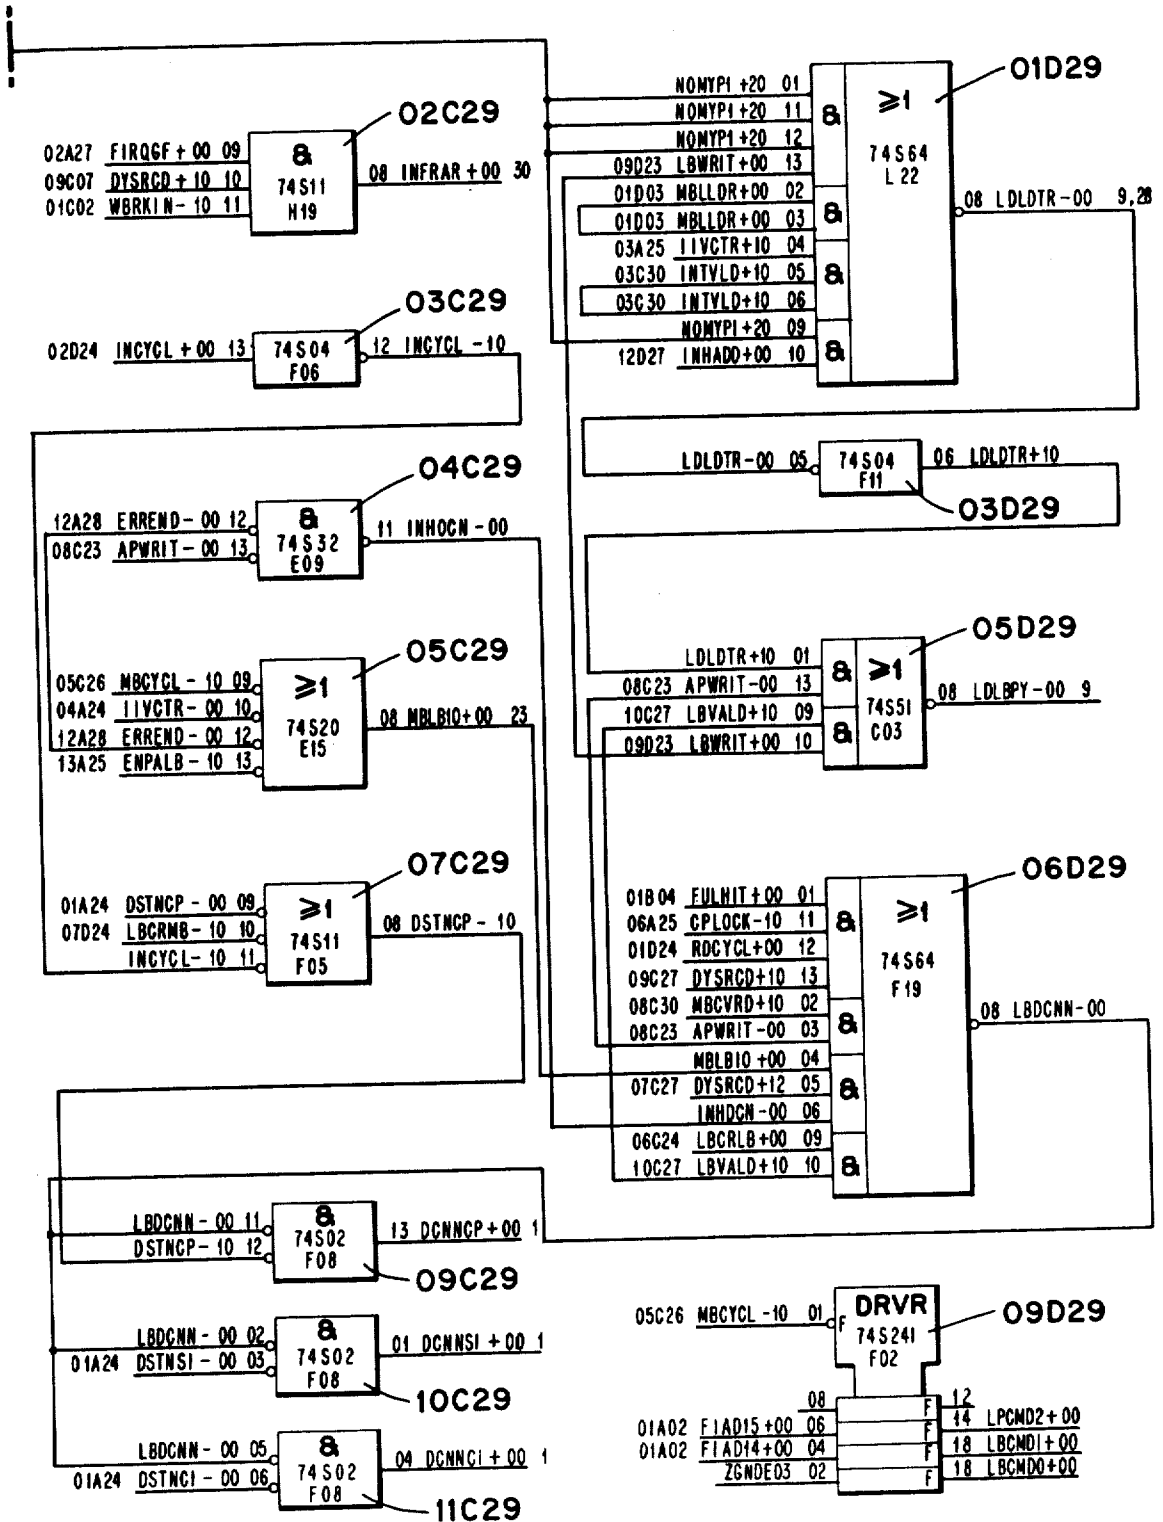 02C29
02A27 FIRQGF+00 09
09C07 DYSRCD+10 10
01C02 WBRKIN-10 11
&
74S11
H19
08 INFRAR+00 30
03C29
02D24 INCYCL+00 13
74S04
F06
12 INCYCL-10
04C29
12A28 ERREND-00 12
08C23 APWRIT-00 13
&
74S32
E09
11 INHDCN-00
05C29
05C26 MBCYCL-10 09
04A24 IIVCTR-00 10
12A28 ERREND-00 12
13A25 ENPALB-10 13
≥1
74S20
E15
08 MBLBIO+00 23
07C29
01A24 DSTNCP-00 09
07D24 LBCRMB-10 10
INCYCL-10 11
≥1
74S11
F05
08 DSTNCP-10
LBDCNN-00 11
DSTNCP-10 12
&
74S02
F08
13 DCNNCP+00 1
09C29
LBDCNN-00 02
01A24 DSTNSI-00 03
&
74S02
F08
01 DCNNSI+00 1
10C29
LBDCNN-00 05
01A24 DSTNCI-00 06
&
74S02
F08
04 DCNNCI+00 1
11C29
01D29
NOMYPI+20 01
NOMYPI+20 11
NOMYPI+20 12
09D23 LBWRIT+00 13
01D03 MBLLDR+00 02
01D03 MBLLDR+00 03
03A25 IIVCTR+10 04
03C30 INTVLD+10 05
03C30 INTVLD+10 06
NOMYPI+20 09
12D27 INHADD+00 10
&
&
&
&
≥1
74S64
L22
08 LDLDTR-00 9,28
LDLDTR-00 05
74S04
F11
06 LDLDTR+10
03D29
05D29
LDLDTR+10 01
08C23 APWRIT-00 13
10C27 LBVALD+10 09
09D23 LBWRIT+00 10
&
&
≥1
74S51
C03
08 LDLBPY-00 9
06D29
01B04 FULHIT+00 01
06A25 CPLOCK-10 11
01D24 RDCYCL+00 12
09C27 DYSRCD+10 13
08C30 MBCVRD+10 02
08C23 APWRIT-00 03
MBLBIO+00 04
07C27 DYSRCD+12 05
INHDCN-00 06
06C24 LBCRLB+00 09
10C27 LBVALD+10 10
&
&
&
&
≥1
74S64
F19
08 LBDCNN-00
09D29
05C26 MBCYCL-10 01
F
DRVR
74S241
F02
08
F 12
01A02 FIAD15+00 06
F 14 LPCMD2+00
01A02 FIAD14+00 04
F 18 LBCMD1+00
ZGNDE03 02
F 18 LBCMD0+00